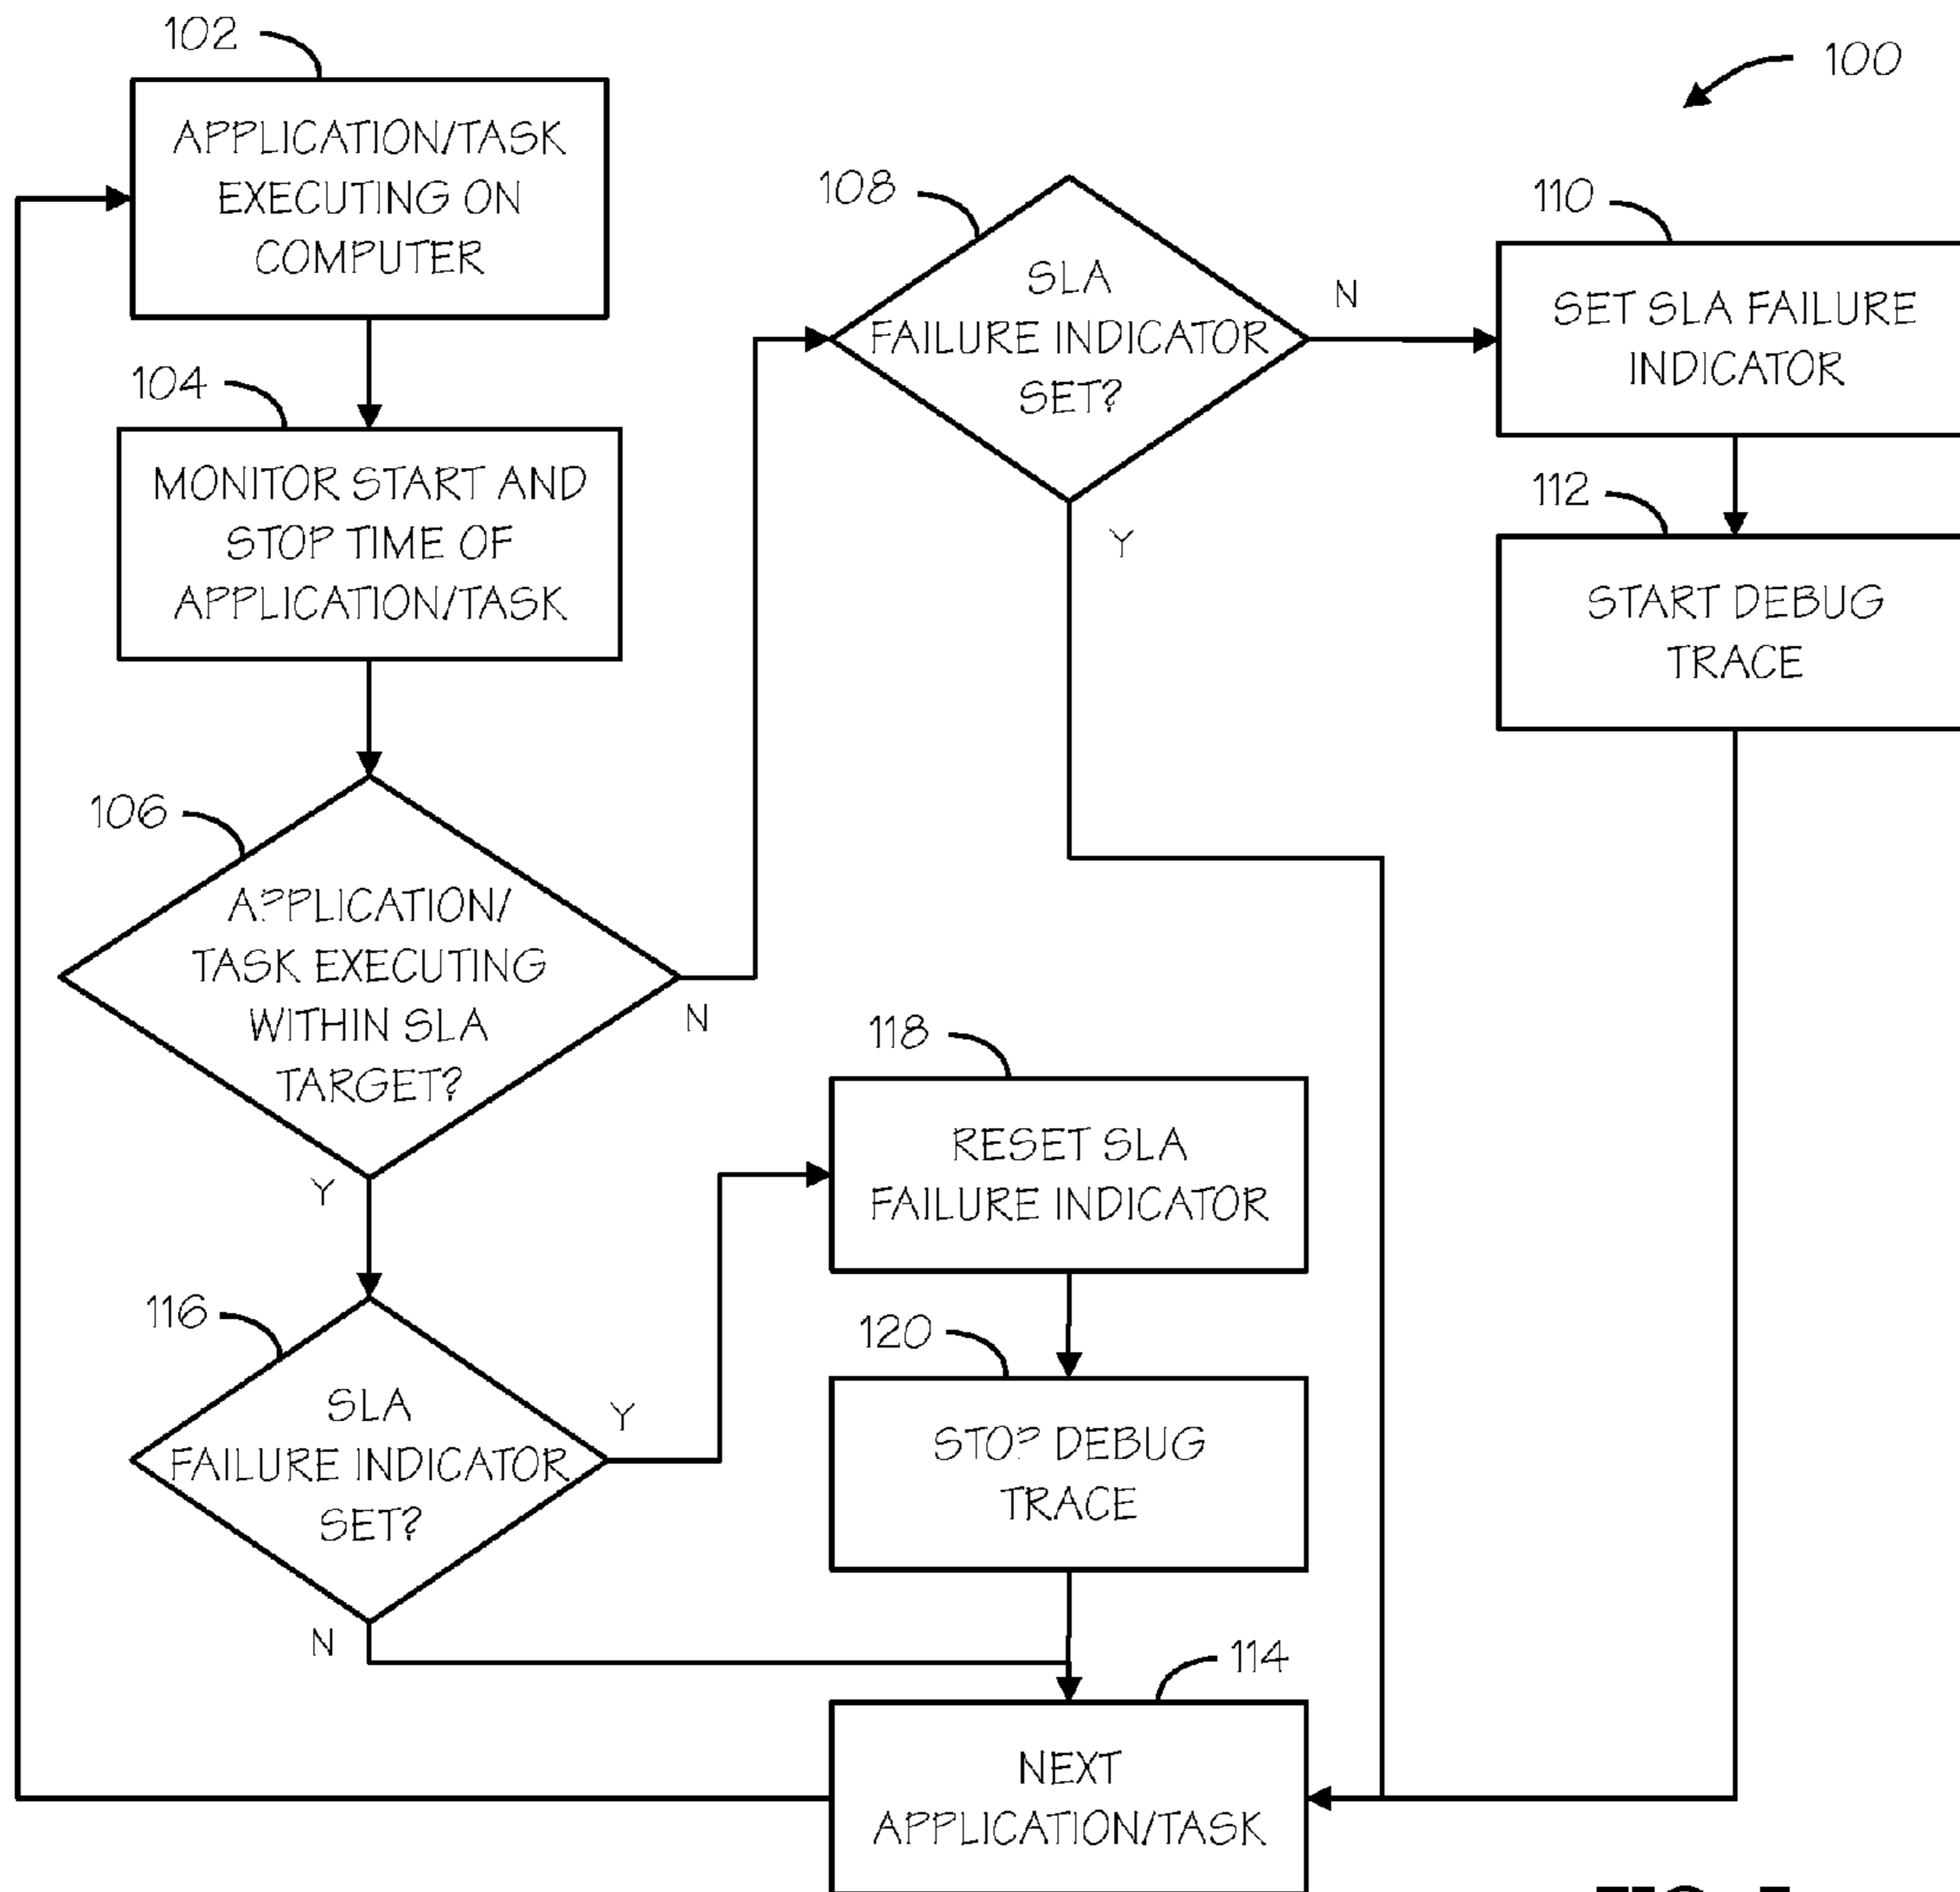 102
100
APPLICATION/TASK
EXECUTING ON
COMPUTER
108
SLA
FAILURE INDICATOR
SET?
N
Y
110
SET SLA FAILURE
INDICATOR
104
MONITOR START AND
STOP TIME OF
APPLICATION/TASK
112
START DEBUG
TRACE
106
APPLICATION/
TASK EXECUTING
WITHIN SLA
TARGET?
N
Y
118
RESET SLA
FAILURE INDICATOR
116
SLA
FAILURE INDICATOR
SET?
Y
N
120
STOP DEBUG
TRACE
114
NEXT
APPLICATION/TASK